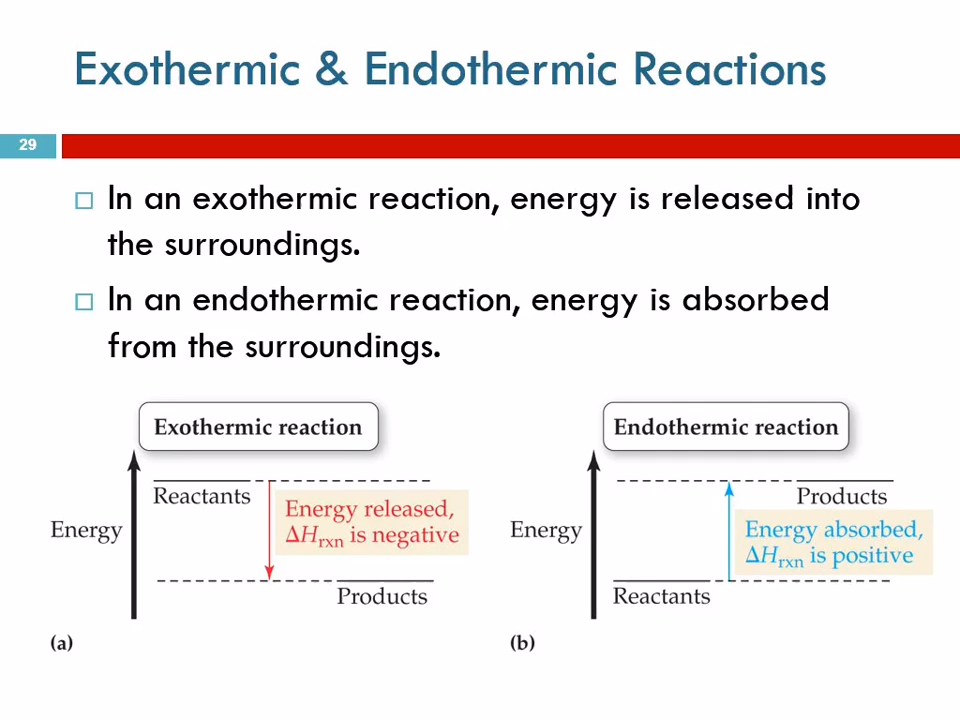 Exothermic & Endothermic Reactions
29
In an exothermic reaction, energy is released into
the surroundings.
In an endothermic reaction, energy is absorbed
from the surroundings.
Exothermic reaction
Reactants
Energy released,
ΔHrxn is negative
Energy
Products
(a)
Endothermic reaction
Products
Energy absorbed,
ΔHrxn is positive
Energy
Reactants
(b)